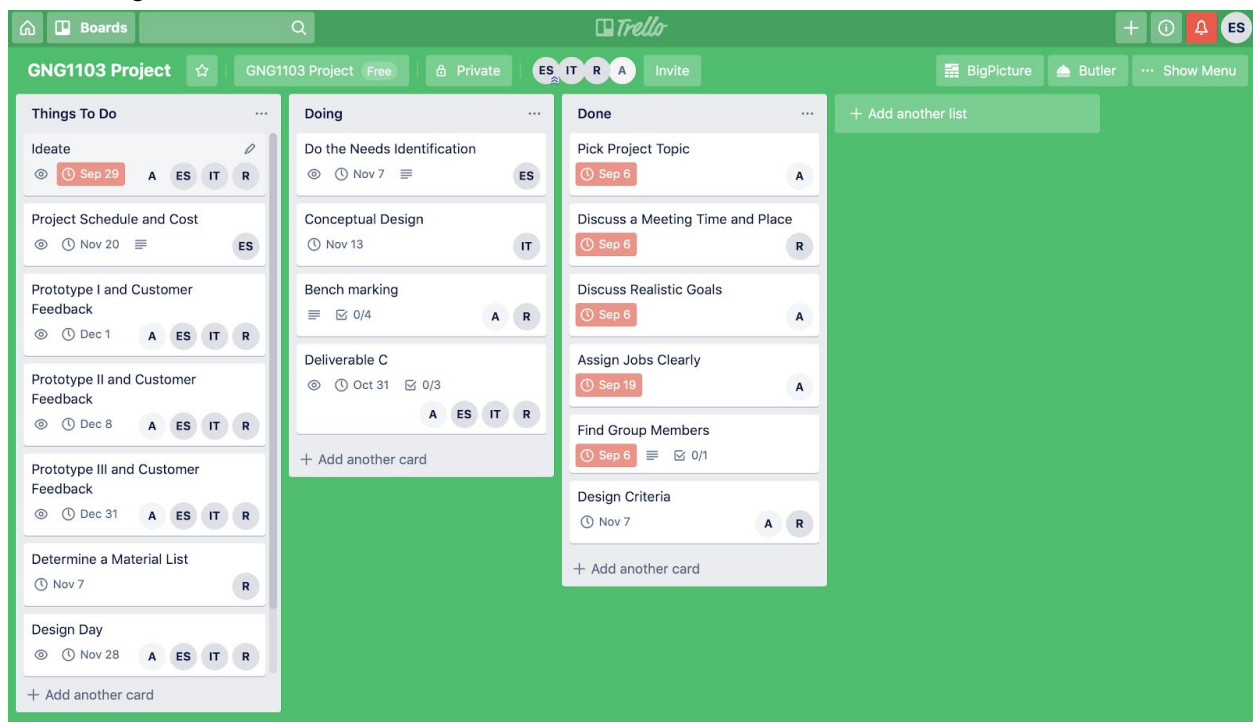 Boards
Trello
ES
GNG1103 Project
GNG1103 Project Free
Private
ES IT R A
Invite
BigPicture
Butler
Show Menu
Things To Do
Ideate
Sep 29 A ES IT R
Project Schedule and Cost
Nov 20 ES
Prototype I and Customer
Feedback
Dec 1 A ES IT R
Prototype II and Customer
Feedback
Dec 8 A ES IT R
Prototype III and Customer
Feedback
Dec 31 A ES IT R
Determine a Material List
Nov 7 R
Design Day
Nov 28 A ES IT R
+ Add another card
Doing
Do the Needs Identification
Nov 7 ES
Conceptual Design
Nov 13 IT
Bench marking
0/4 A R
Deliverable C
Oct 31 0/3
A ES IT R
+ Add another card
Done
Pick Project Topic
Sep 6 A
Discuss a Meeting Time and Place
Sep 6 R
Discuss Realistic Goals
Sep 6 A
Assign Jobs Clearly
Sep 19 A
Find Group Members
Sep 6 0/1
Design Criteria
Nov 7 A R
+ Add another card
+ Add another list